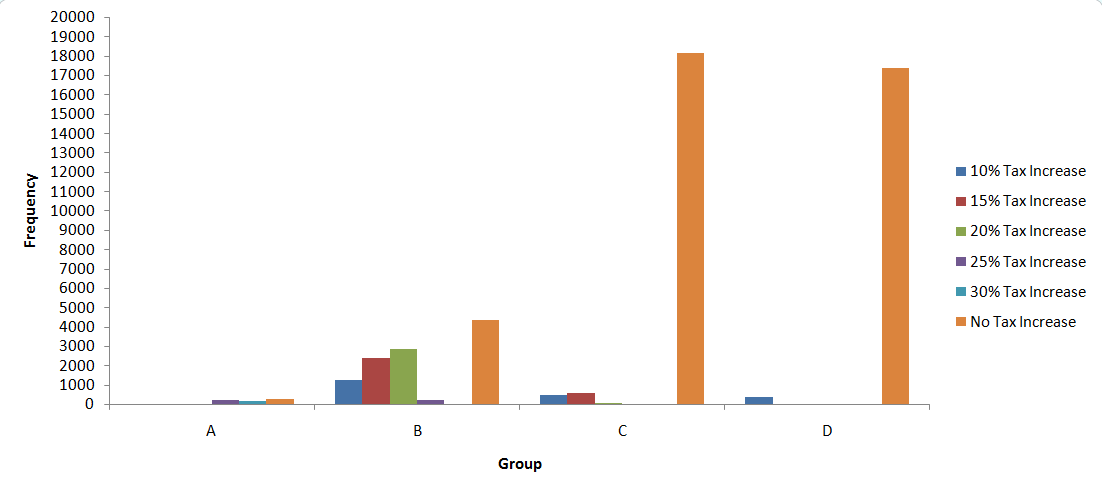 20000
19000
18000
17000
16000
15000
14000
13000
12000
11000
10000
9000
8000
7000
6000
5000
4000
3000
2000
1000
0
Frequency
A B C D
Group
10% Tax Increase
15% Tax Increase
20% Tax Increase
25% Tax Increase
30% Tax Increase
No Tax Increase